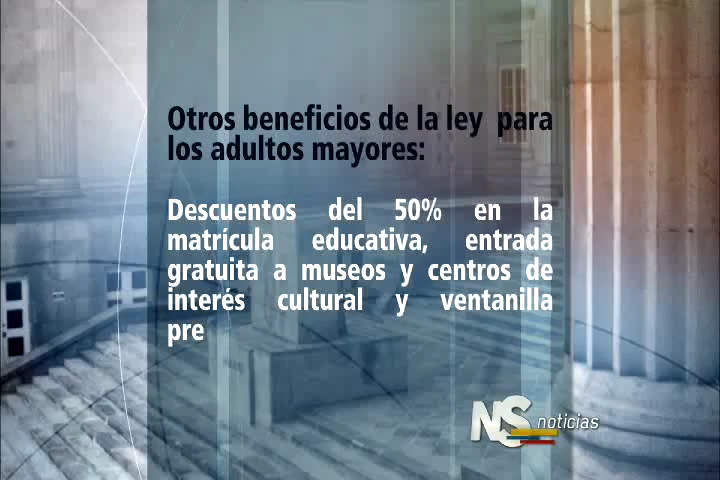 Otros beneficios de la ley para
los adultos mayores:
Descuentos del 50% en la
matrícula educativa, entrada
gratuita a museos y centros de
interés cultural y ventanilla
pre
NS noticias